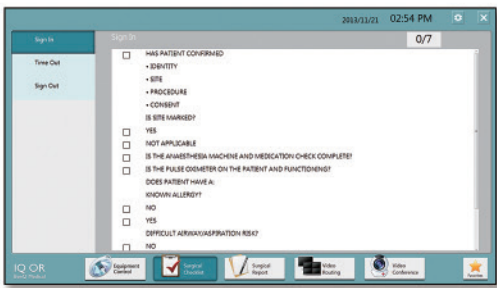 2013/11/21 02:54 PM
Sign In
Sign In
0/7
Time Out
Sign Out
HAS PATIENT CONFIRMED
• IDENTITY
• SITE
• PROCEDURE
• CONSENT
IS SITE MARKED?
YES
NOT APPLICABLE
IS THE ANAESTHESIA MACHINE AND MEDICATION CHECK COMPLETE?
IS THE PULSE OXIMETER ON THE PATIENT AND FUNCTIONING?
DOES PATIENT HAVE A:
KNOWN ALLERGY?
NO
YES
DIFFICULT AIRWAY/ASPIRATION RISK?
NO
IQ OR
Equipment
Control
Surgical
Checklist
Surgical
Report
Video
Routing
Video
Conference
Favorites